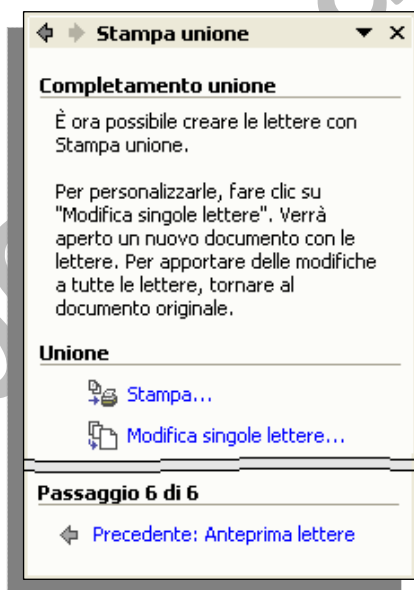 Stampa unione
Completamento unione
È ora possibile creare le lettere con
Stampa unione.
Per personalizzarle, fare clic su
"Modifica singole lettere". Verrà
aperto un nuovo documento con le
lettere. Per apportare delle modifiche
a tutte le lettere, tornare al
documento originale.
Unione
Stampa...
Modifica singole lettere...
Passaggio 6 di 6
Precedente: Anteprima lettere